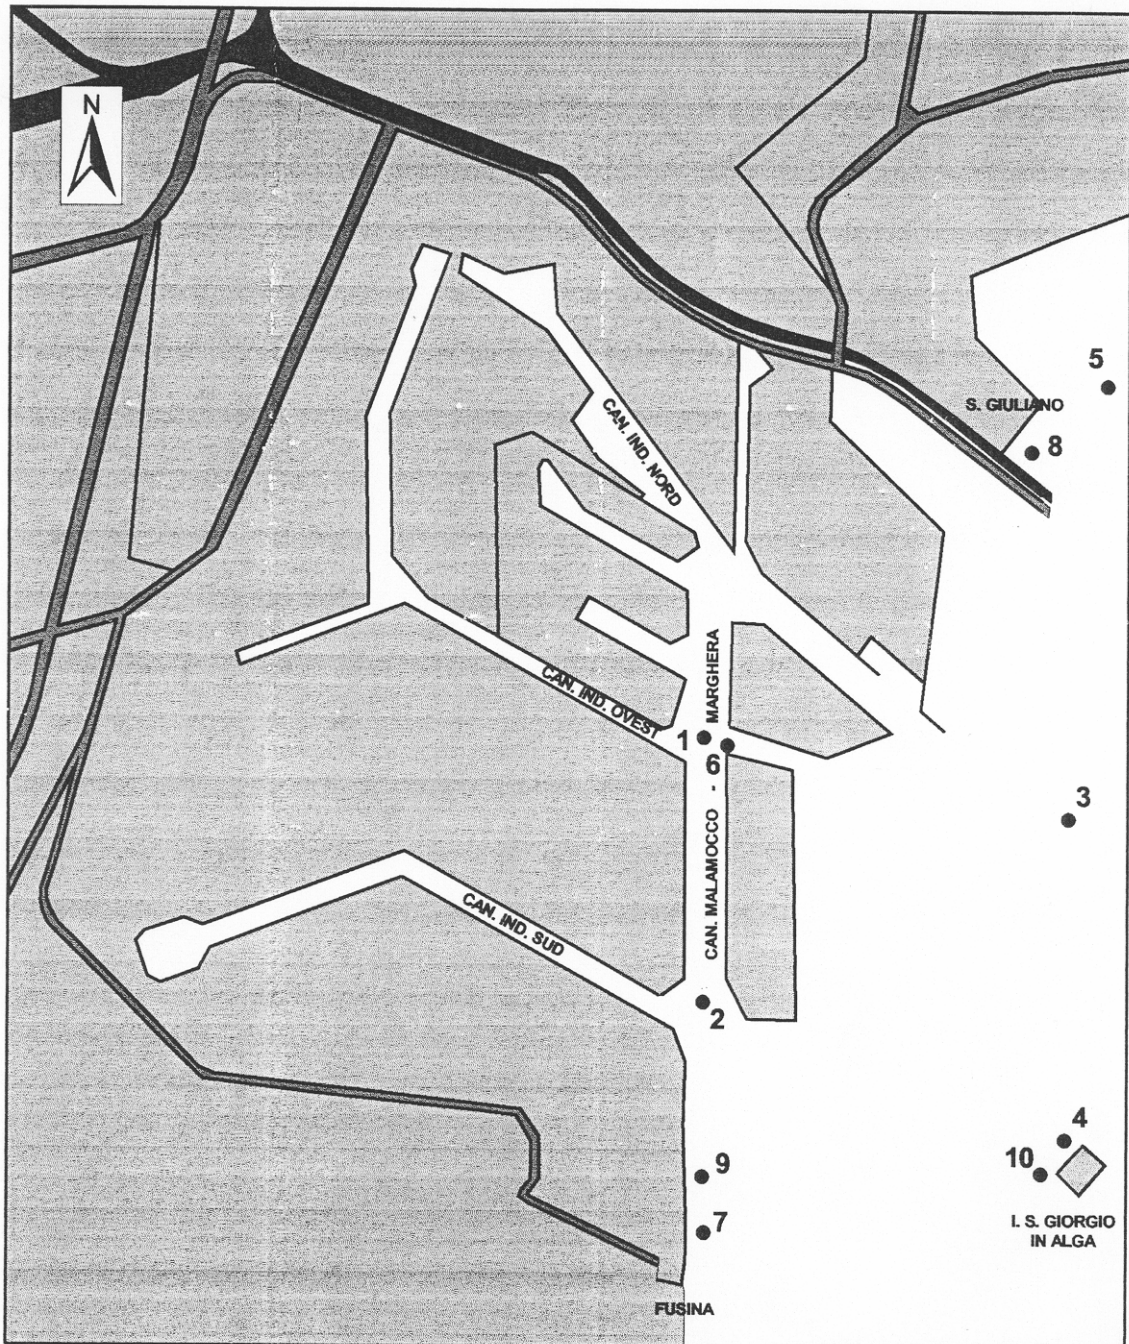 N
5
S. GIULIANO
8
CAN. IND. NORD
CAN. IND. OVEST
CAN. MALAMOCCO - MARGHERA
1
6
3
CAN. IND. SUD
2
4
10
9
I. S. GIORGIO
IN ALGA
7
FUSINA